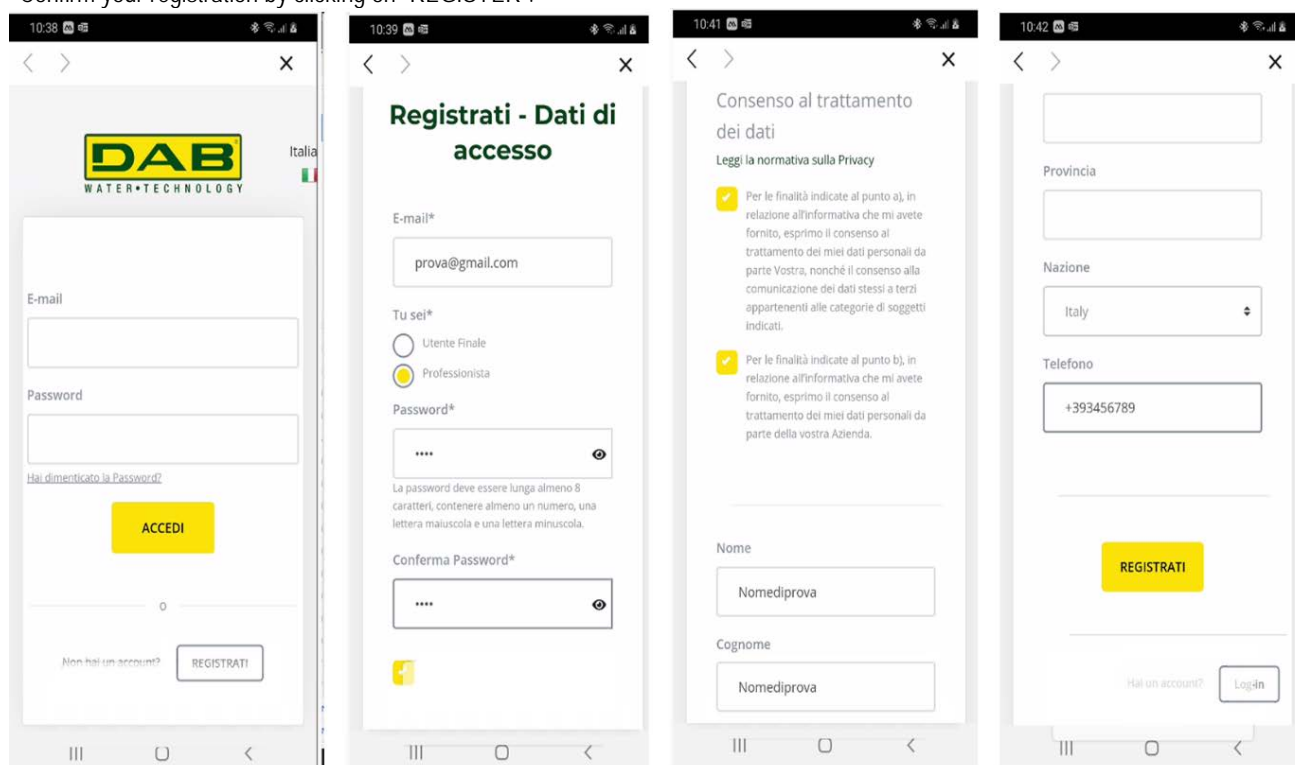 Confirm your registration by clicking on "REGISTER".
10:38
DAB
WATER•TECHNOLOGY
Italia
E-mail
Password
Hai dimenticato la Password?
ACCEDI
o
Non hai un account?
REGISTRATI
10:39
Registrati - Dati di
accesso
E-mail*
prova@gmail.com
Tu sei*
Utente Finale
Professionista
Password*
••••
La password deve essere lunga almeno 8
caratteri, contenere almeno un numero, una
lettera maiuscola e una lettera minuscola.
Conferma Password*
••••
10:41
Consenso al trattamento
dei dati
Leggi la normativa sulla Privacy
Per le finalità indicate al punto a), in
relazione all'informativa che mi avete
fornito, esprimo il consenso al
trattamento dei miei dati personali da
parte Vostra, nonché il consenso alla
comunicazione dei dati stessi a terzi
appartenenti alle categorie di soggetti
indicati.
Per le finalità indicate al punto b), in
relazione all'informativa che mi avete
fornito, esprimo il consenso al
trattamento dei miei dati personali da
parte della vostra Azienda.
Nome
Nomediprova
Cognome
Nomediprova
10:42
Provincia
Nazione
Italy
Telefono
+393456789
REGISTRATI
Hai un account?
Log-in